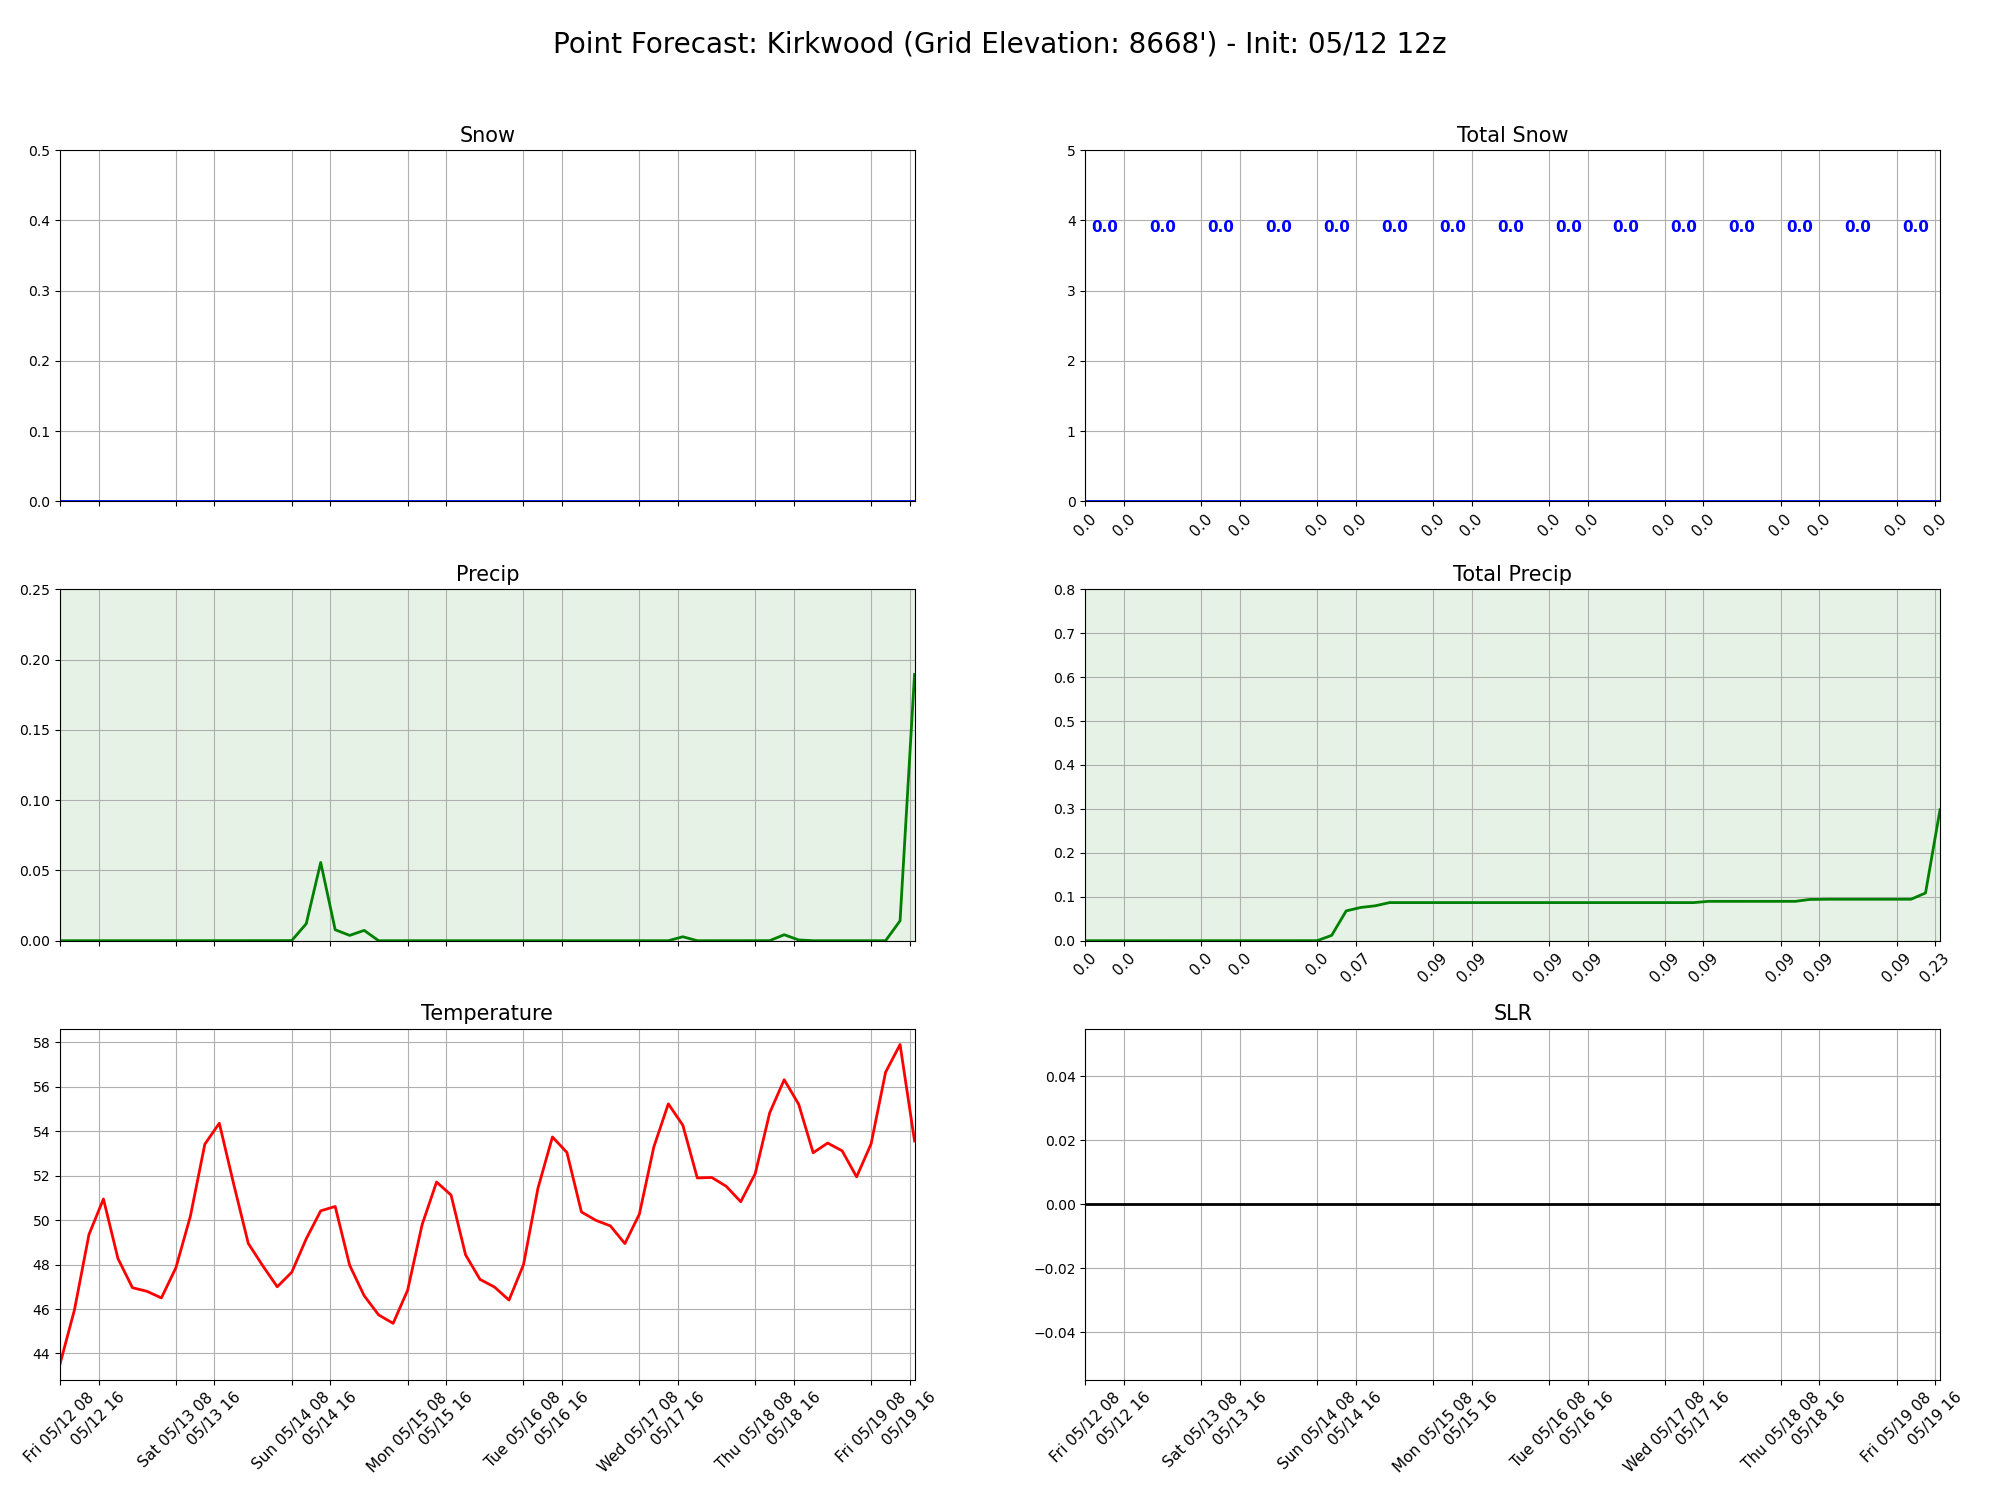 Point Forecast: Kirkwood (Grid Elevation: 8668') - Init: 05/12 12z
Snow
0.5
0.4
0.3
0.2
0.1
0.0
Total Snow
5
4
3
2
1
0
0.0 0.0 0.0 0.0 0.0 0.0 0.0 0.0 0.0 0.0 0.0 0.0 0.0 0.0 0.0
0.0 0.0 0.0 0.0 0.0 0.0 0.0 0.0 0.0 0.0 0.0 0.0 0.0 0.0 0.0 0.0
Precip
0.25
0.20
0.15
0.10
0.05
0.00
Total Precip
0.8
0.7
0.6
0.5
0.4
0.3
0.2
0.1
0.0
0.0 0.0 0.0 0.0 0.0 0.07 0.09 0.09 0.09 0.09 0.09 0.09 0.09 0.09 0.09 0.23
Temperature
58
56
54
52
50
48
46
44
Fri 05/12 08
05/12 16
Sat 05/13 08
05/13 16
Sun 05/14 08
05/14 16
Mon 05/15 08
05/15 16
Tue 05/16 08
05/16 16
Wed 05/17 08
05/17 16
Thu 05/18 08
05/18 16
Fri 05/19 08
05/19 16
SLR
0.04
0.02
0.00
−0.02
−0.04
Fri 05/12 08
05/12 16
Sat 05/13 08
05/13 16
Sun 05/14 08
05/14 16
Mon 05/15 08
05/15 16
Tue 05/16 08
05/16 16
Wed 05/17 08
05/17 16
Thu 05/18 08
05/18 16
Fri 05/19 08
05/19 16